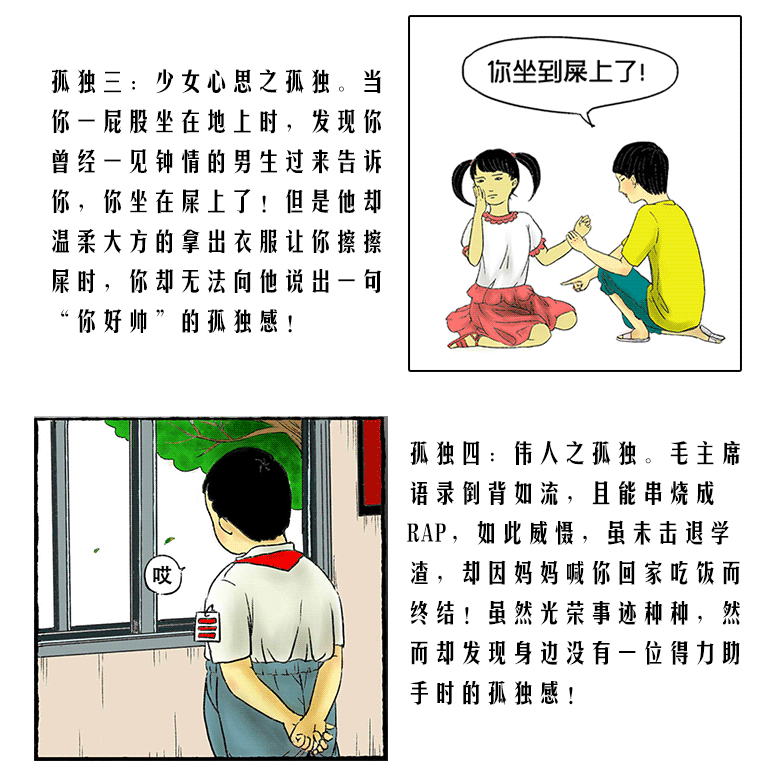 孤独三：少女心思之孤独。当
你一屁股坐在地上时，发现你
曾经一见钟情的男生过来告诉
你，你坐在屎上了！但是他却
温柔大方的拿出衣服让你擦擦
屎时，你却无法向他说出一句
“你好帅”的孤独感！
你坐到屎上了！
哎
孤独四：伟人之孤独。毛主席
语录倒背如流，且能串烧成
RAP，如此威慑，虽未击退学
渣，却因妈妈喊你回家吃饭而
终结！虽然光荣事迹种种，然
而却发现身边没有一位得力助
手时的孤独感！